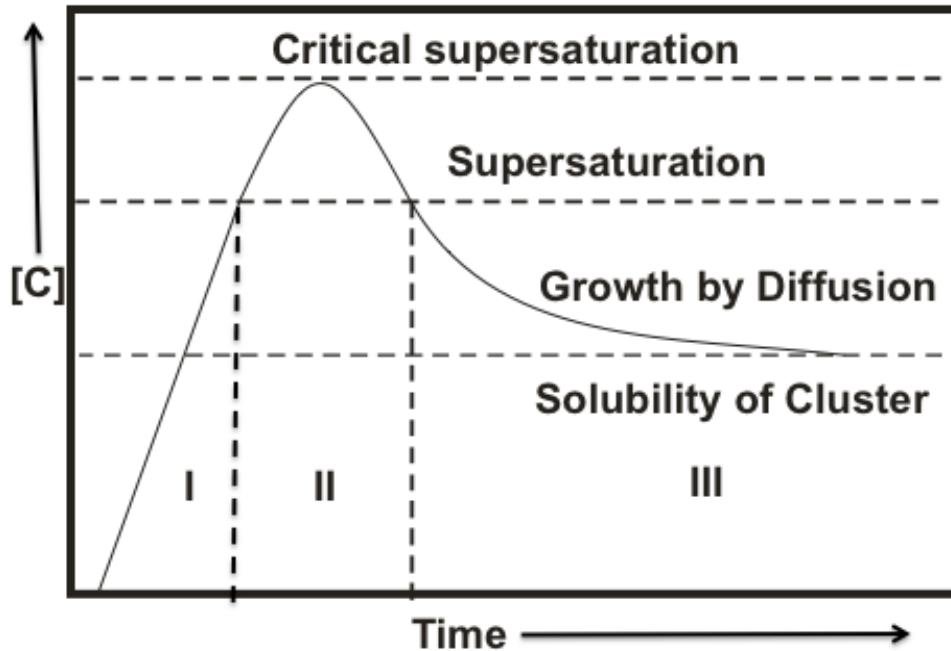 Critical supersaturation
Supersaturation
[C]
Growth by Diffusion
Solubility of Cluster
I
II
III
Time